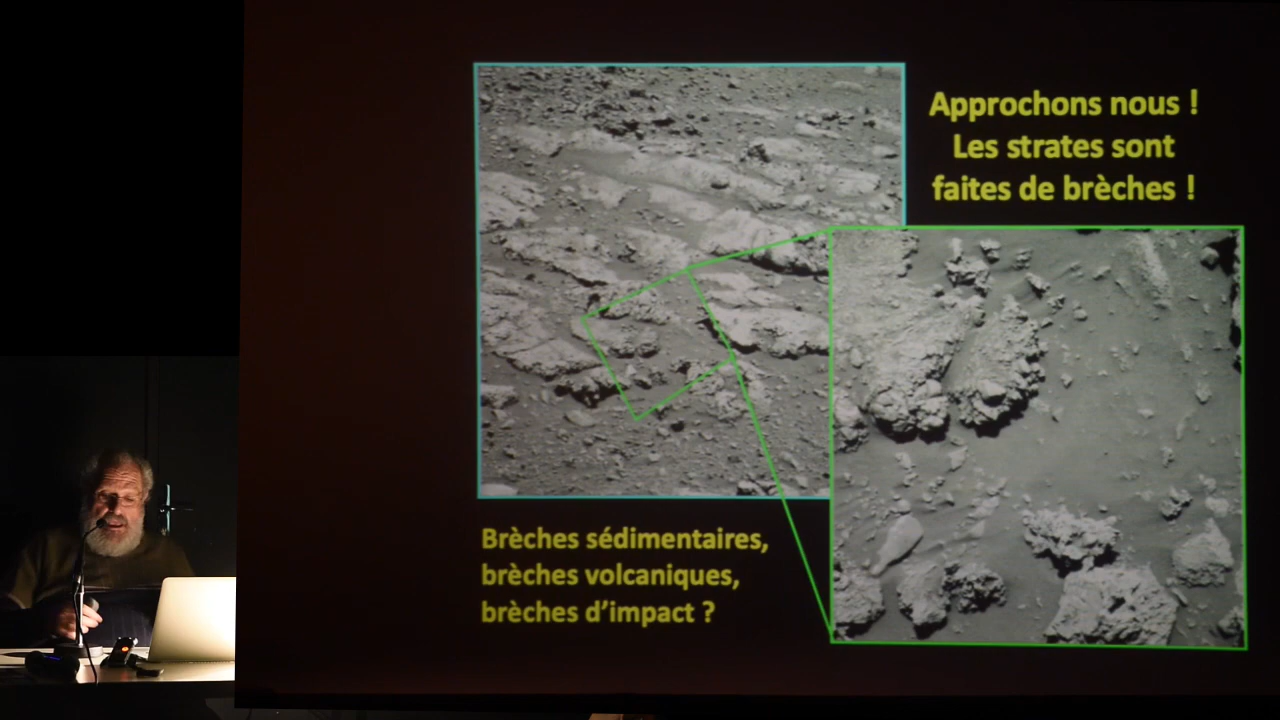 Approchons nous !
Les strates sont
faites de brèches !
Brèches sédimentaires,
brèches volcaniques,
brèches d’impact ?